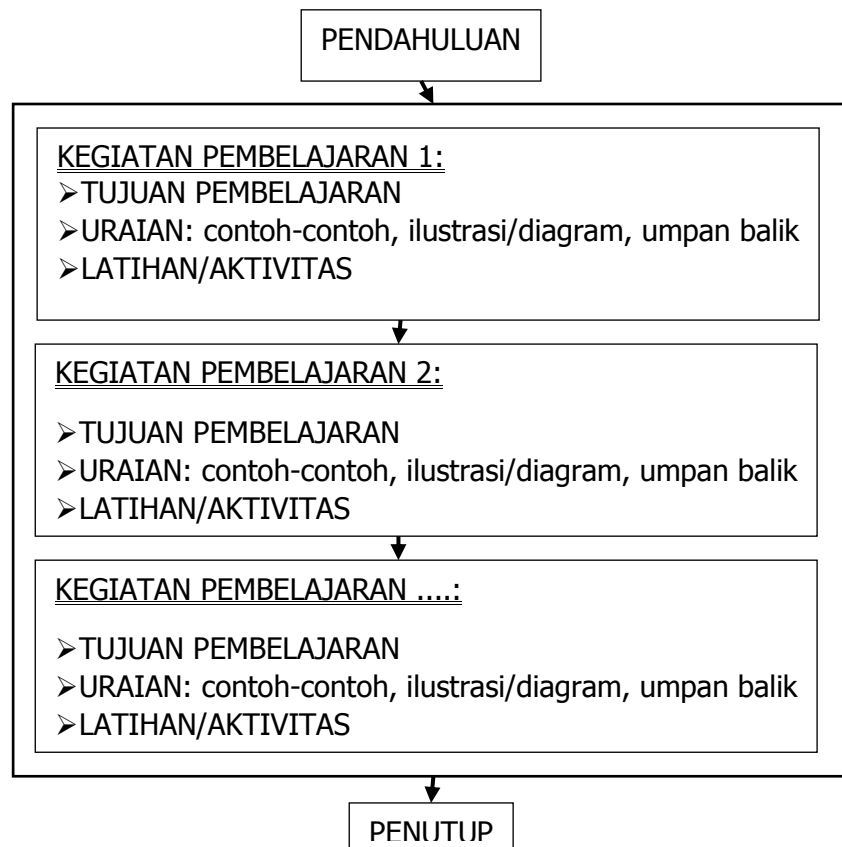 PENDAHULUAN
KEGIATAN PEMBELAJARAN 1:
➢TUJUAN PEMBELAJARAN
➢URAIAN: contoh-contoh, ilustrasi/diagram, umpan balik
➢LATIHAN/AKTIVITAS
KEGIATAN PEMBELAJARAN 2:
➢TUJUAN PEMBELAJARAN
➢URAIAN: contoh-contoh, ilustrasi/diagram, umpan balik
➢LATIHAN/AKTIVITAS
KEGIATAN PEMBELAJARAN ....:
➢TUJUAN PEMBELAJARAN
➢URAIAN: contoh-contoh, ilustrasi/diagram, umpan balik
➢LATIHAN/AKTIVITAS
PENUTUP